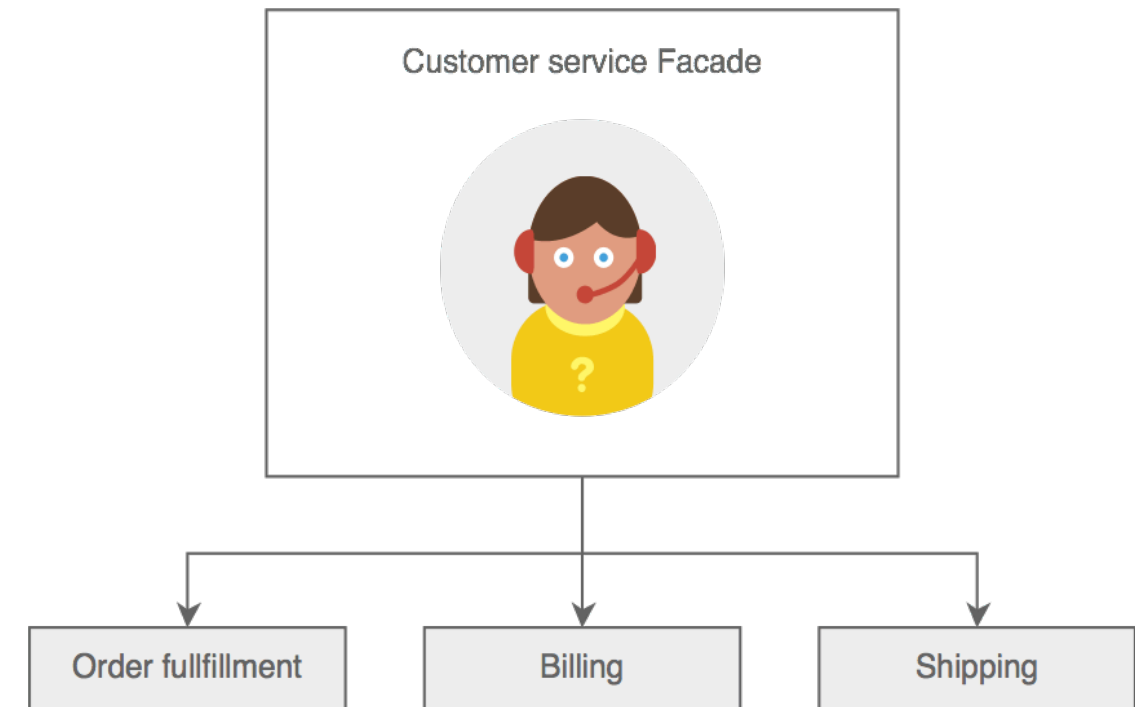 Customer service Facade
?
Order fullfillment
Billing
Shipping